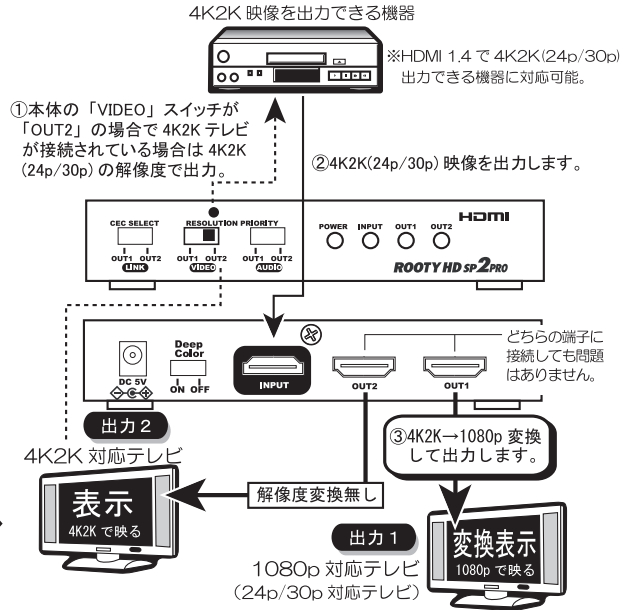 4K2K 映像を出力できる機器
※HDMI 1.4 で 4K2K(24p/30p)
出力できる機器に対応可能。
①本体の「VIDEO」スイッチが
「OUT2」の場合で 4K2K テレビ
が接続されている場合は 4K2K
(24p/30p) の解像度で出力。
②4K2K(24p/30p) 映像を出力します。
CEC SELECT
RESOLUTION PRIORITY
OUT1 OUT2
OUT1 OUT2
OUT1 OUT2
LINK
VIDEO
AUDIO
POWER INPUT OUT1 OUT2
HDMI
ROOTY HD SP2PRO
DC 5V
Deep
Color
ON OFF
INPUT
OUT2
OUT1
どちらの端子に
接続しても問題
はありません。
出力2
4K2K 対応テレビ
表示
4K2K で映る
解像度変換無し
③4K2K→1080p 変換
して出力します。
出力1
1080p 対応テレビ
(24p/30p 対応テレビ)
変換表示
1080p で映る